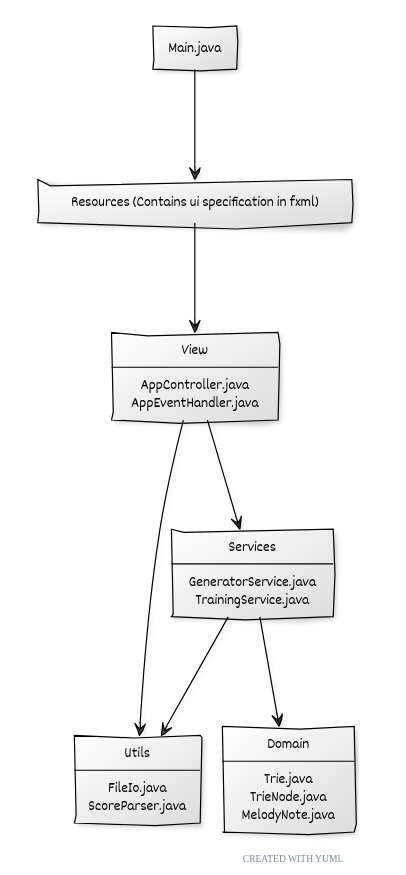 Main.java
Resources (Contains ui specification in fxml)
View
AppController.java
AppEventHandler.java
Services
GeneratorService.java
TrainingService.java
Utils
FileIo.java
ScoreParser.java
Domain
Trie.java
TrieNode.java
MelodyNote.java
CREATED WITH YUML